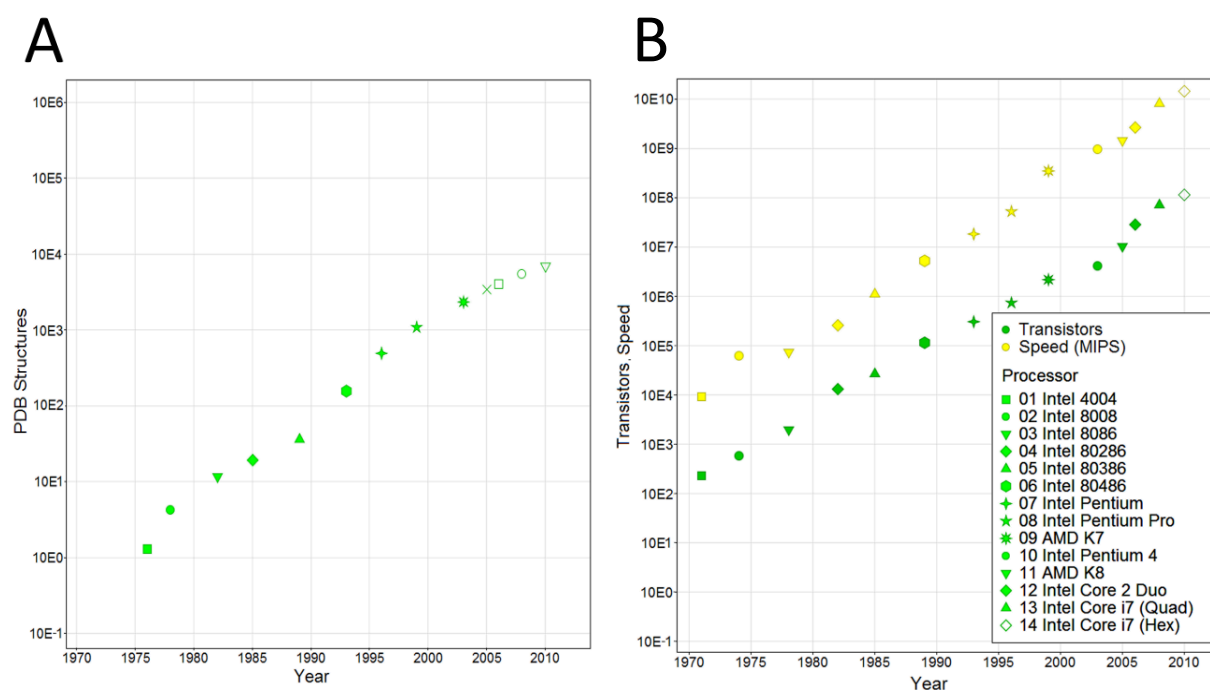 A
B
10E6
10E5
10E4
10E3
10E2
10E1
10E0
10E-1
PDB Structures
1970 1975 1980 1985 1990 1995 2000 2005 2010
Year
10E10
10E9
10E8
10E7
10E6
10E5
10E4
10E3
10E2
10E1
10E0
10E-1
Transistors, Speed
Transistors
Speed (MIPS)
Processor
01 Intel 4004
02 Intel 8008
03 Intel 8086
04 Intel 80286
05 Intel 80386
06 Intel 80486
07 Intel Pentium
08 Intel Pentium Pro
09 AMD K7
10 Intel Pentium 4
11 AMD K8
12 Intel Core 2 Duo
13 Intel Core i7 (Quad)
14 Intel Core i7 (Hex)
1970 1975 1980 1985 1990 1995 2000 2005 2010
Year